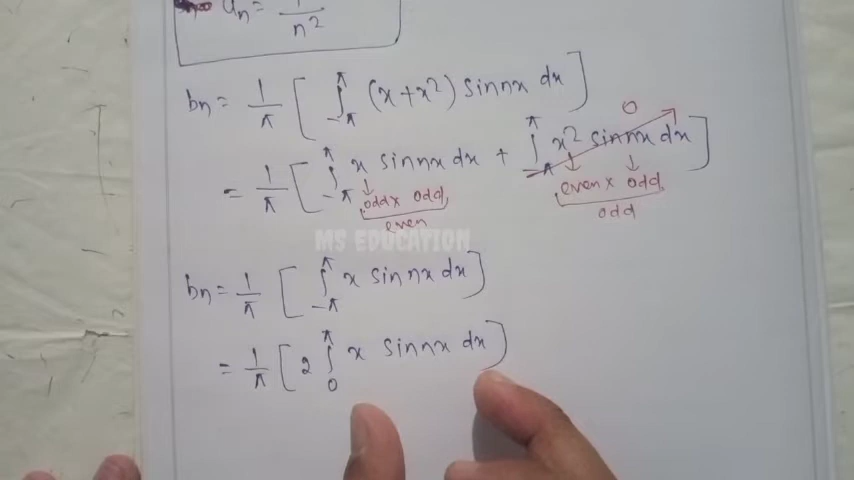 an = —/n²
bn = 1/π [ ∫_{-π}^{π} (x+x²) sin nx dx ]
= 1/π [ ∫_{-π}^{π} x sin nx dx + ∫_{-π}^{π} x² sin nx dx ] 0
odd x odd even x odd
even odd
MS EDUCATION
bn = 1/π [ ∫_{-π}^{π} x sin nx dx ]
= 1/π [ 2 ∫_{0}^{π} x sin nx dx ]